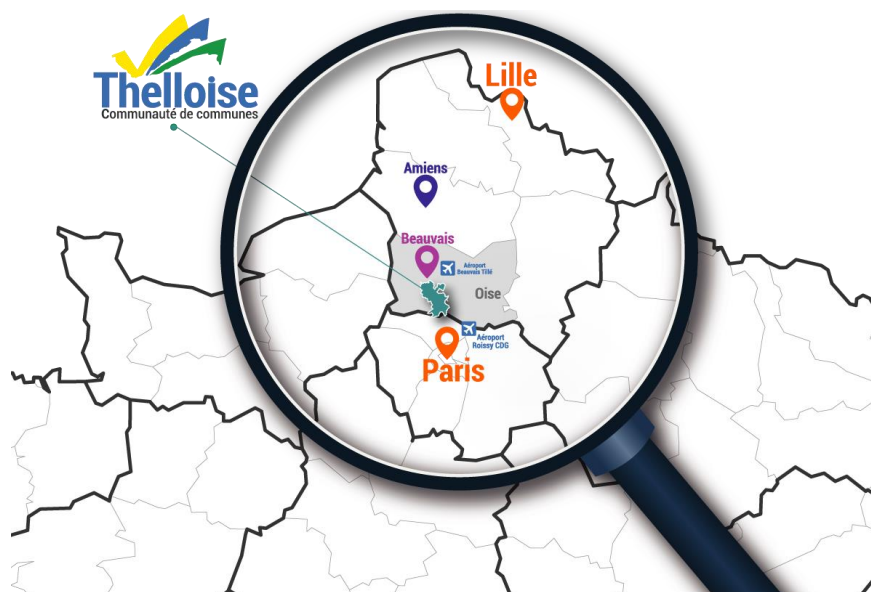 Thelloise
Communauté de communes
Lille
Amiens
Beauvais
Aéroport
Beauvais Tillé
Oise
Aéroport
Roissy CDG
Paris